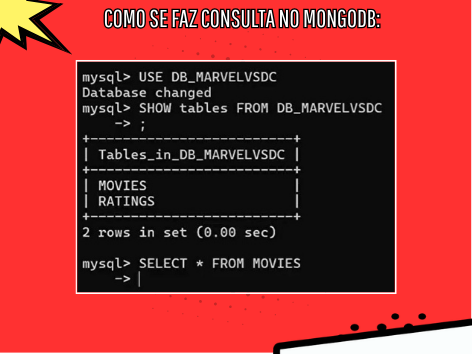 COMO SE FAZ CONSULTA NO MONGODB:
mysql> USE DB_MARVELVSDC
Database changed
mysql> SHOW tables FROM DB_MARVELVSDC
    -> ;
+-------------------------+
| Tables_in_DB_MARVELVSDC |
+-------------------------+
| MOVIES                  |
| RATINGS                 |
+-------------------------+
2 rows in set (0.00 sec)
mysql> SELECT * FROM MOVIES
    -> |